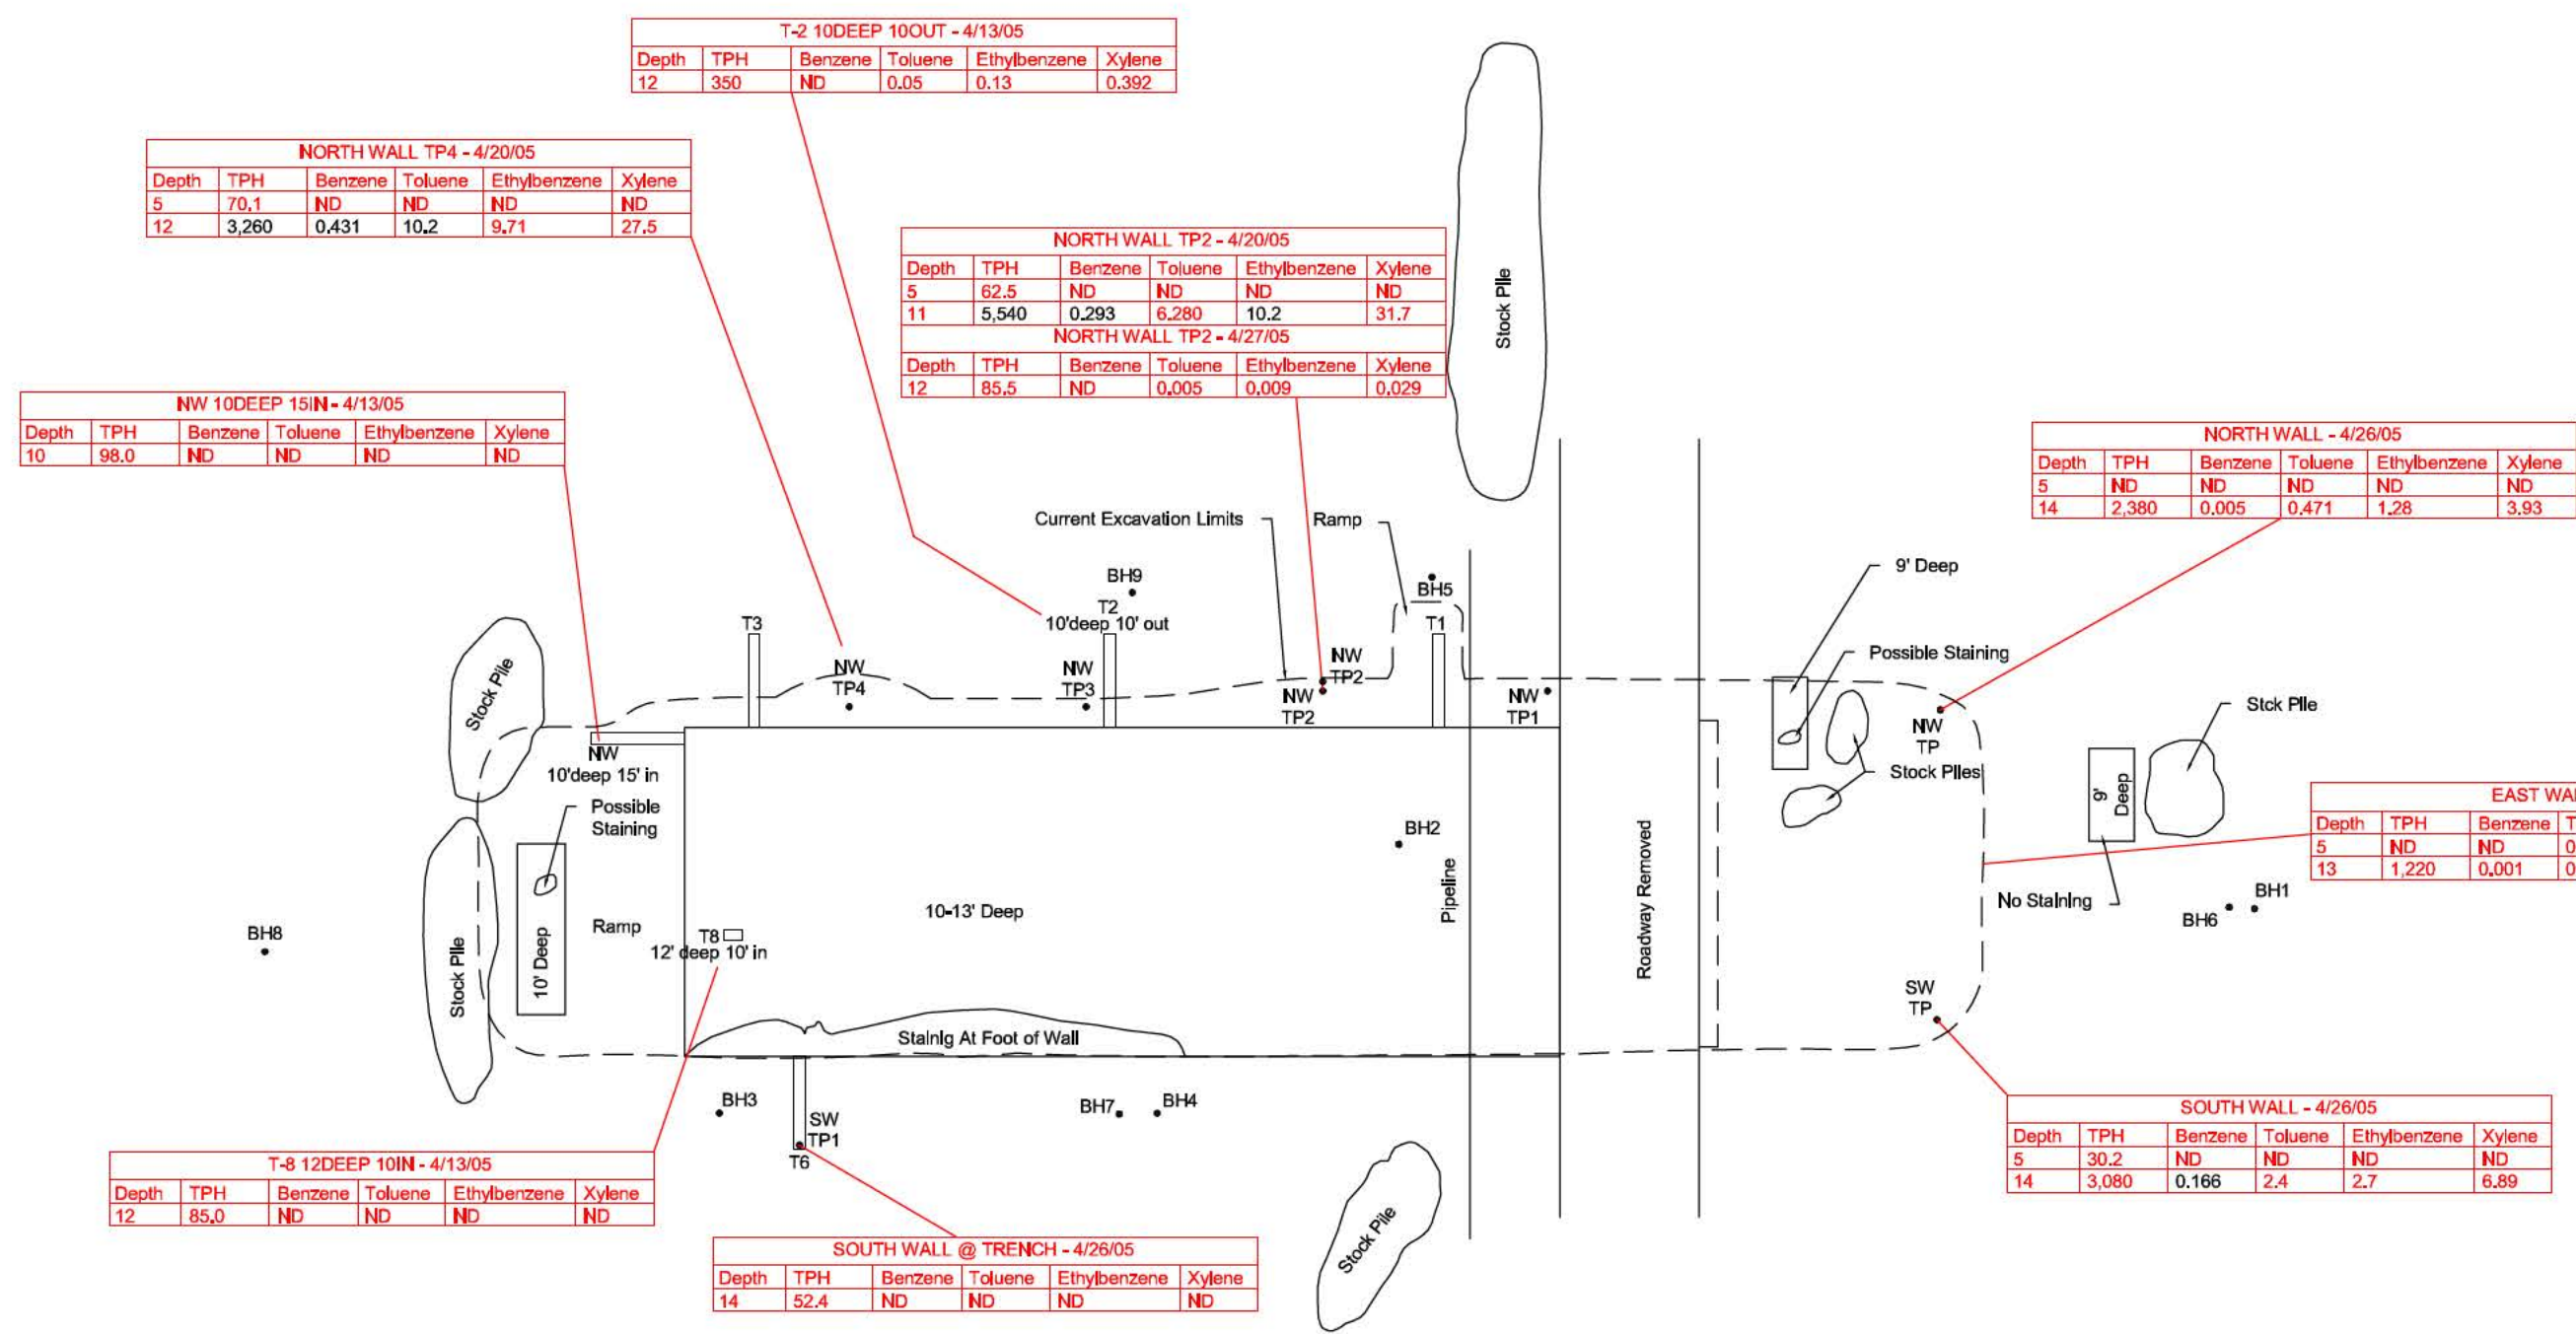 T-2 10DEEP 10OUT - 4/13/05
Depth TPH Benzene Toluene Ethylbenzene Xylene
12 350 ND 0.05 0.13 0.392
NORTH WALL TP4 - 4/20/05
Depth TPH Benzene Toluene Ethylbenzene Xylene
5 70.1 ND ND ND ND
12 3,260 0.431 10.2 9.71 27.5
NORTH WALL TP2 - 4/20/05
Depth TPH Benzene Toluene Ethylbenzene Xylene
5 62.5 ND ND ND ND
11 5,540 0.293 6.280 10.2 31.7
NORTH WALL TP2 - 4/27/05
Depth TPH Benzene Toluene Ethylbenzene Xylene
12 85.5 ND 0.005 0.009 0.029
Stock Pile
NW 10DEEP 15IN - 4/13/05
Depth TPH Benzene Toluene Ethylbenzene Xylene
10 98.0 ND ND ND ND
NORTH WALL - 4/26/05
Depth TPH Benzene Toluene Ethylbenzene Xylene
5 ND ND ND ND ND
14 2,380 0.005 0.471 1.28 3.93
Current Excavation Limits
Ramp
9' Deep
BH9
BH5
T2
10'deep 10' out
T3
T1
Possible Staining
NW
TP4
NW
TP3
NW
TP2
NW
TP2
NW
TP1
Stock Pile
NW
TP
Stck Pile
NW
10'deep 15' in
Stock Piles
Possible
Staining
9'
Deep
EAST WA
Depth TPH Benzene T
5 ND ND 0
13 1,220 0.001 0
BH2
Pipeline
Roadway Removed
No Staining
BH1
BH6
10-13' Deep
Ramp
BH8
T8
12' deep 10' in
10' Deep
Stock Pile
SW
TP
Stainig At Foot of Wall
BH3
SW
TP1
T6
BH7
BH4
SOUTH WALL - 4/26/05
Depth TPH Benzene Toluene Ethylbenzene Xylene
5 30.2 ND ND ND ND
14 3,080 0.166 2.4 2.7 6.89
T-8 12DEEP 10IN - 4/13/05
Depth TPH Benzene Toluene Ethylbenzene Xylene
12 85.0 ND ND ND ND
Stock Pile
SOUTH WALL @ TRENCH - 4/26/05
Depth TPH Benzene Toluene Ethylbenzene Xylene
14 52.4 ND ND ND ND